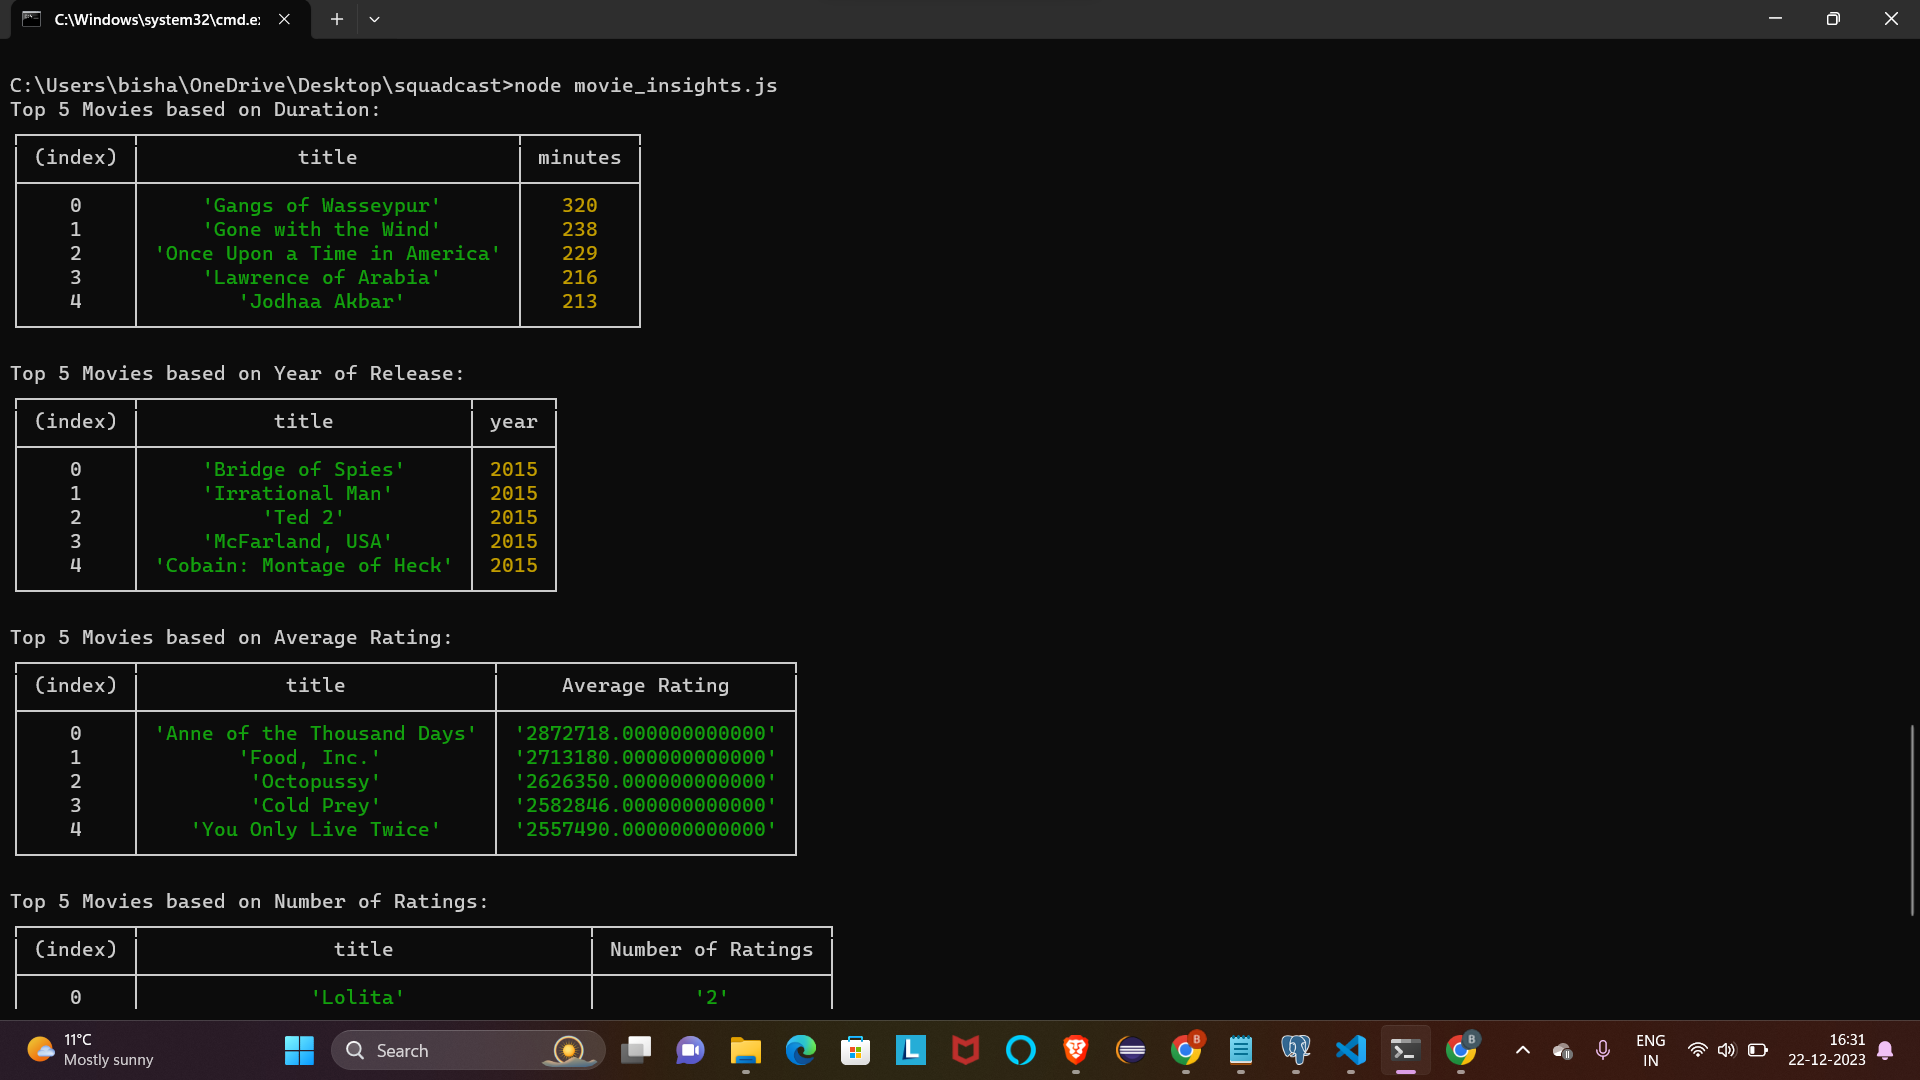 C:\Windows\system32\cmd.e:
C:\Users\bisha\OneDrive\Desktop\squadcast>node movie_insights.js
Top 5 Movies based on Duration:
(index) title minutes
0 'Gangs of Wasseypur' 320
1 'Gone with the Wind' 238
2 'Once Upon a Time in America' 229
3 'Lawrence of Arabia' 216
4 'Jodhaa Akbar' 213
Top 5 Movies based on Year of Release:
(index) title year
0 'Bridge of Spies' 2015
1 'Irrational Man' 2015
2 'Ted 2' 2015
3 'McFarland, USA' 2015
4 'Cobain: Montage of Heck' 2015
Top 5 Movies based on Average Rating:
(index) title Average Rating
0 'Anne of the Thousand Days' '2872718.000000000000'
1 'Food, Inc.' '2713180.000000000000'
2 'Octopussy' '2626350.000000000000'
3 'Cold Prey' '2582846.000000000000'
4 'You Only Live Twice' '2557490.000000000000'
Top 5 Movies based on Number of Ratings:
(index) title Number of Ratings
0 'Lolita' '2'
11°C
Mostly sunny
Search
L
B
B
ENG
IN
16:31
22-12-2023